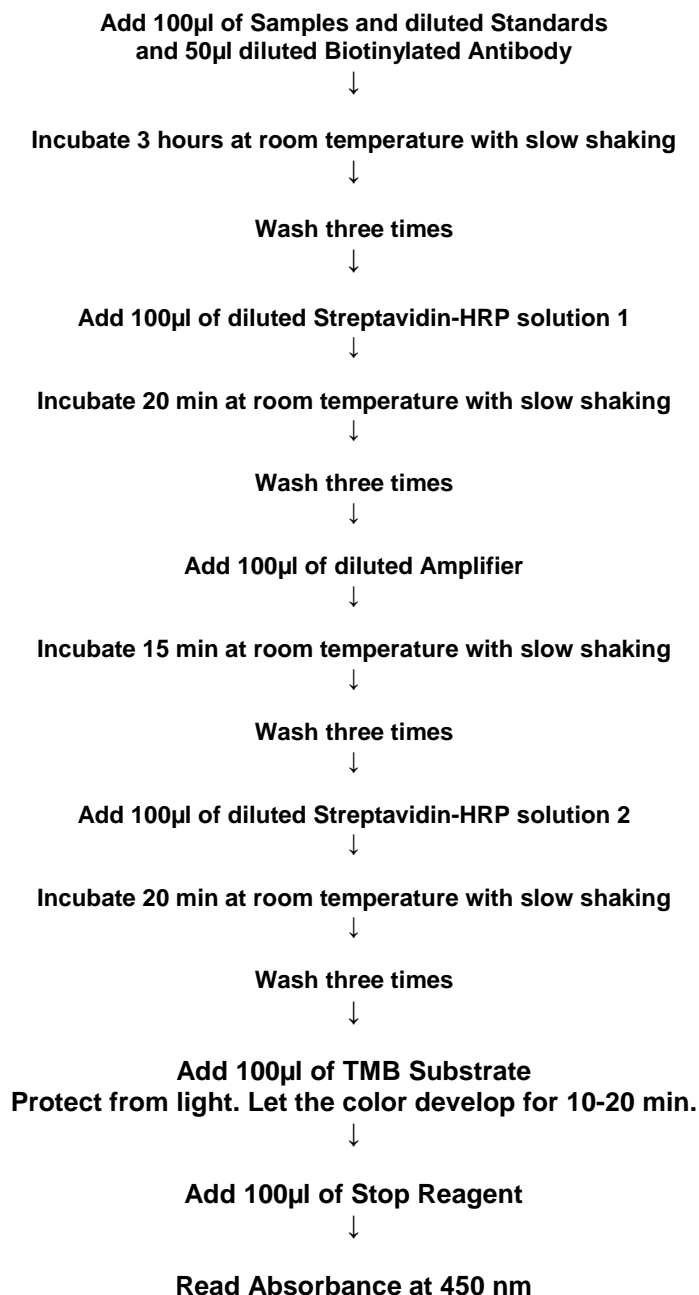 Add 100µl of Samples and diluted Standards
and 50µl diluted Biotinylated Antibody
↓
Incubate 3 hours at room temperature with slow shaking
↓
Wash three times
↓
Add 100µl of diluted Streptavidin-HRP solution 1
↓
Incubate 20 min at room temperature with slow shaking
↓
Wash three times
↓
Add 100µl of diluted Amplifier
↓
Incubate 15 min at room temperature with slow shaking
↓
Wash three times
↓
Add 100µl of diluted Streptavidin-HRP solution 2
↓
Incubate 20 min at room temperature with slow shaking
↓
Wash three times
↓
Add 100µl of TMB Substrate
Protect from light. Let the color develop for 10-20 min.
↓
Add 100µl of Stop Reagent
↓
Read Absorbance at 450 nm